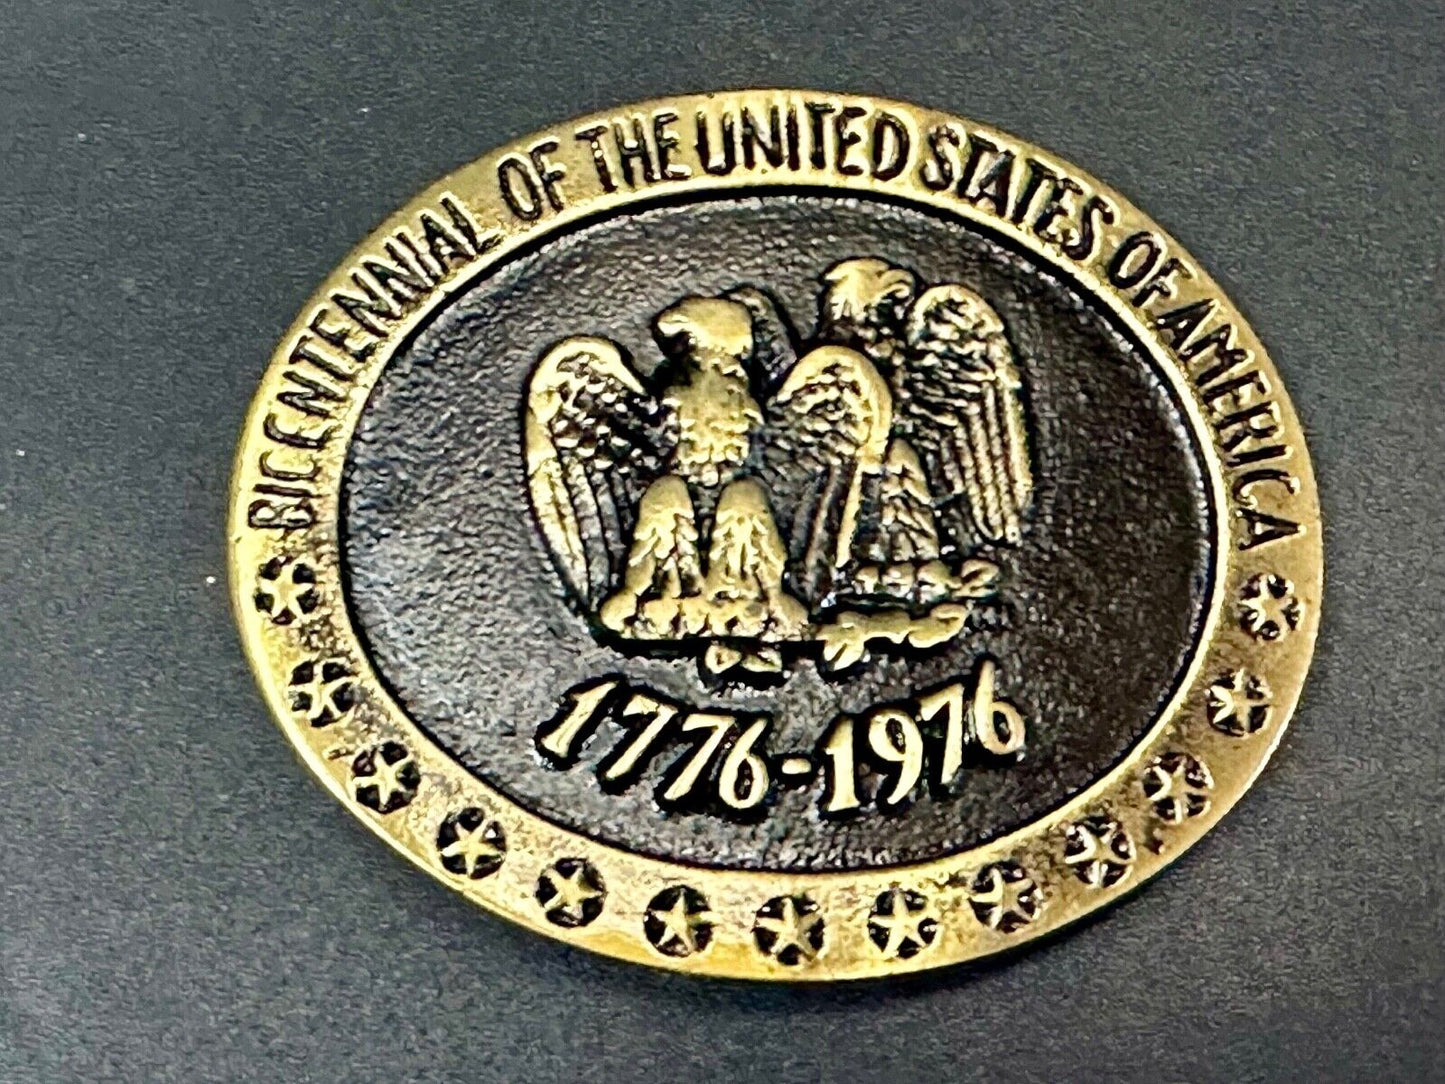 BICENTENNIAL OF THE UNITED STATES OF AMERICA
1776-1976